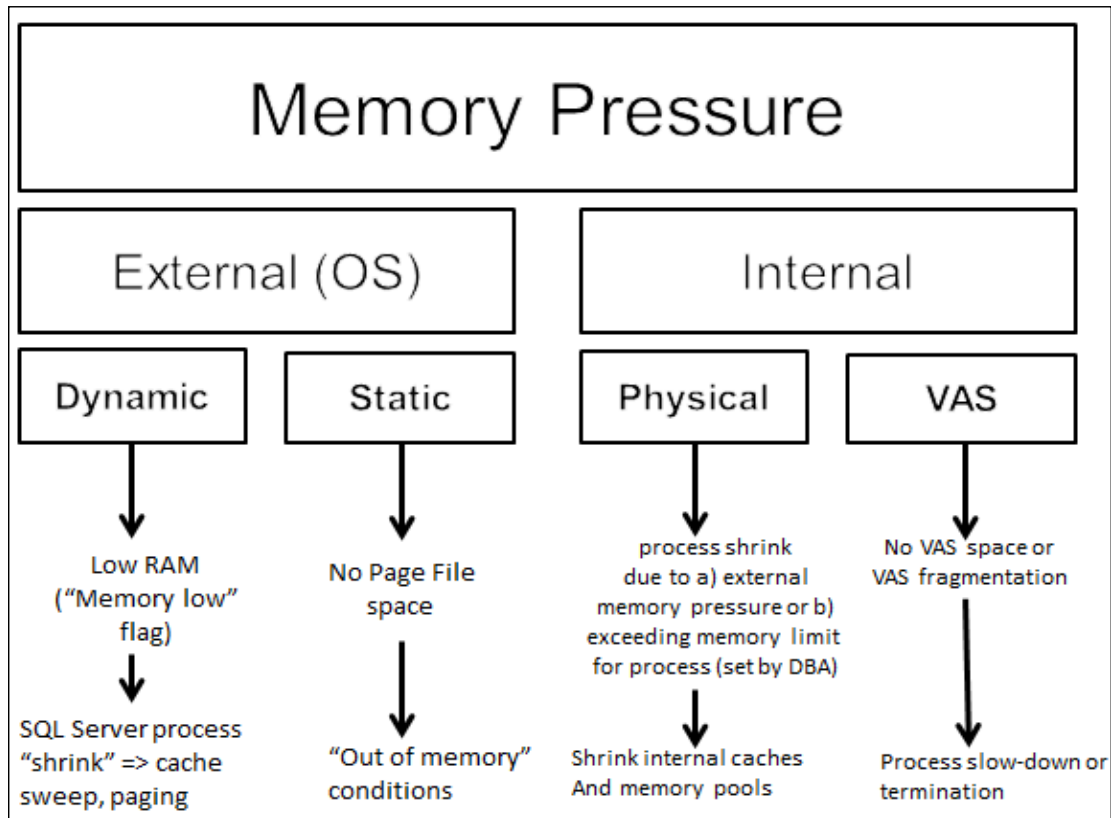 Memory Pressure
External (OS)
Internal
Dynamic
Static
Physical
VAS
Low RAM
(“Memory low”
flag)
SQL Server process
“shrink” => cache
sweep, paging
No Page File
space
“Out of memory”
conditions
process shrink
due to a) external
memory pressure or b)
exceeding memory limit
for process (set by DBA)
Shrink internal caches
And memory pools
No VAS space or
VAS fragmentation
Process slow-down or
termination